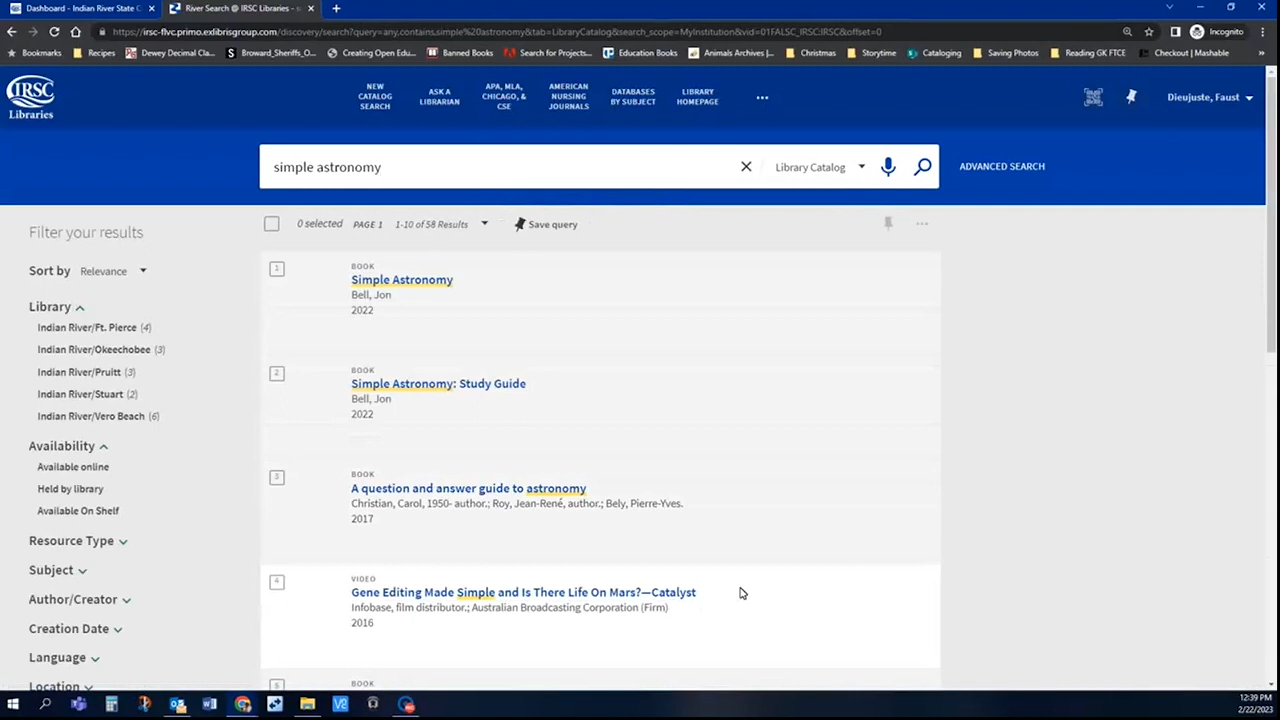 Dashboard - Indian River State C
River Search @ IRSC Libraries - s
https://irsc-flvc.primo.exlibrisgroup.com/discovery/search?query=any,contains,simple%20astronomy&tab=LibraryCatalog&search_scope=MyInstitution&vid=01FALSC_IRSC:IRSC&offset=0
Incognito
Bookmarks
Recipes
Dewey Decimal Cla...
Broward_Sheriffs_O...
Creating Open Edu...
Banned Books
Search for Projects...
Education Books
Animals Archives |...
Christmas
Storytime
Cataloging
Saving Photos
Reading GK FTCE
Checkout | Mashable
IRSC
Libraries
NEW
CATALOG
SEARCH
ASK A
LIBRARIAN
APA, MLA,
CHICAGO, &
CSE
AMERICAN
NURSING
JOURNALS
DATABASES
BY SUBJECT
LIBRARY
HOMEPAGE
...
Dieujuste, Faust
simple astronomy
Library Catalog
ADVANCED SEARCH
Filter your results
Sort by Relevance
Library
Indian River/Ft. Pierce (4)
Indian River/Okeechobee (3)
Indian River/Pruitt (3)
Indian River/Stuart (2)
Indian River/Vero Beach (6)
Availability
Available online
Held by library
Available On Shelf
Resource Type
Subject
Author/Creator
Creation Date
Language
Location
0 selected PAGE 1 1-10 of 58 Results
Save query
1
BOOK
Simple Astronomy
Bell, Jon
2022
2
BOOK
Simple Astronomy: Study Guide
Bell, Jon
2022
3
BOOK
A question and answer guide to astronomy
Christian, Carol, 1950- author.; Roy, Jean-René, author.; Bely, Pierre-Yves.
2017
4
VIDEO
Gene Editing Made Simple and Is There Life On Mars?—Catalyst
Infobase, film distributor.; Australian Broadcasting Corporation (Firm)
2016
5
BOOK
12:39 PM
2/22/2023